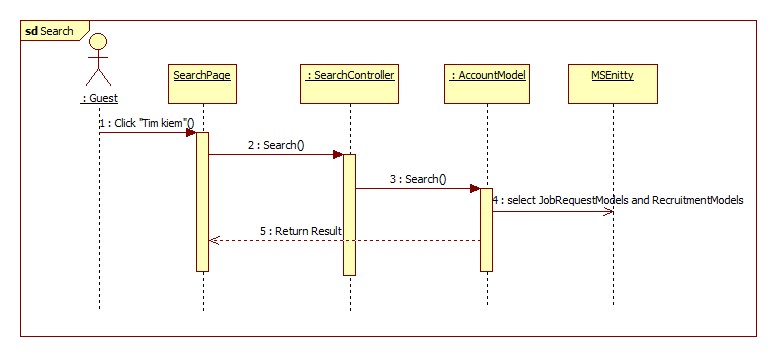 sd Search
SearchPage
: SearchController
: AccountModel
MSEnitty
: Guest
1 : Click "Tim kiem"()
2 : Search()
3 : Search()
4 : select JobRequestModels and RecruitmentModels
5 : Return Result